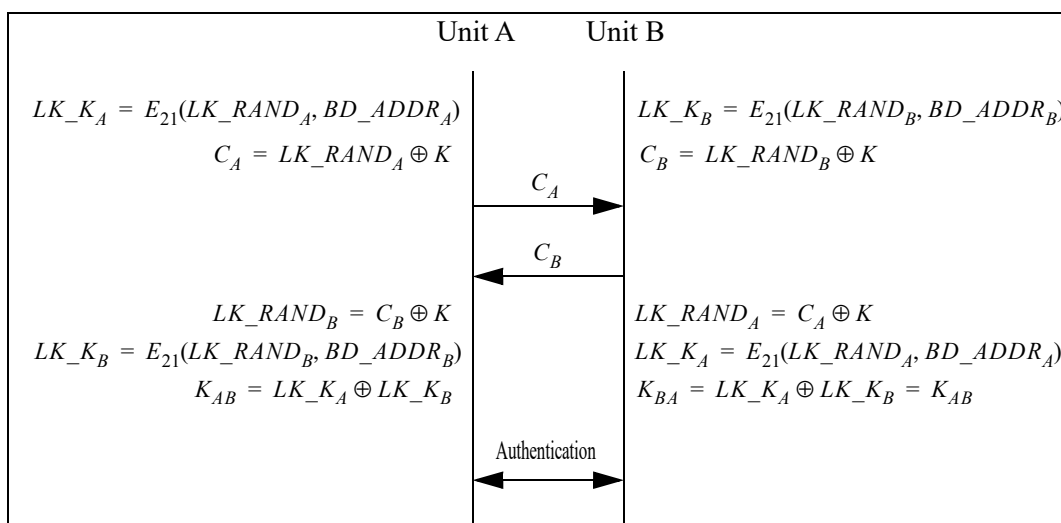 Unit A Unit B
LK_K_A = E_21(LK_RAND_A, BD_ADDR_A) LK_K_B = E_21(LK_RAND_B, BD_ADDR_B)
C_A = LK_RAND_A ⊕ K C_B = LK_RAND_B ⊕ K
C_A
C_B
LK_RAND_B = C_B ⊕ K LK_RAND_A = C_A ⊕ K
LK_K_B = E_21(LK_RAND_B, BD_ADDR_B) LK_K_A = E_21(LK_RAND_A, BD_ADDR_A)
K_AB = LK_K_A ⊕ LK_K_B K_BA = LK_K_A ⊕ LK_K_B = K_AB
Authentication